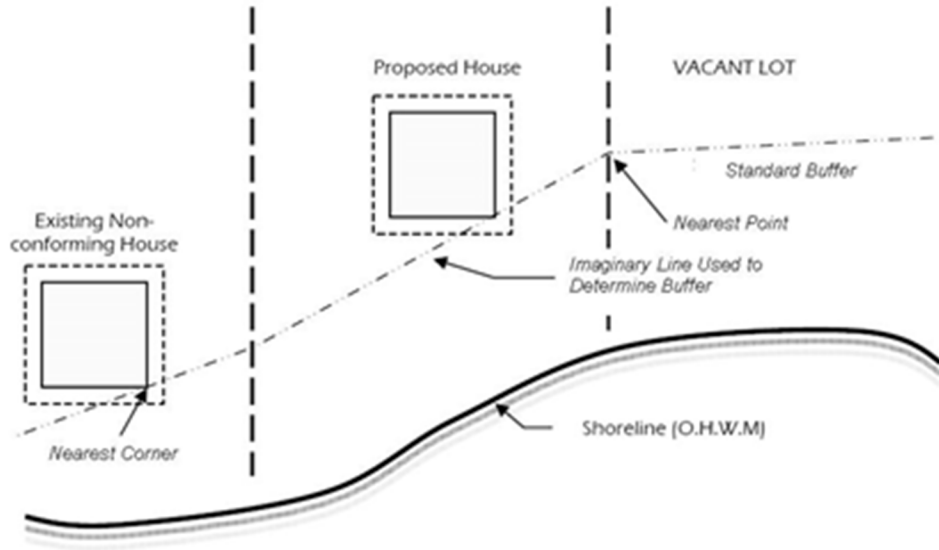 Proposed House
VACANT LOT
Standard Buffer
Nearest Point
Existing Non-
conforming House
Imaginary Line Used to
Determine Buffer
Nearest Corner
Shoreline (O.H.W.M)